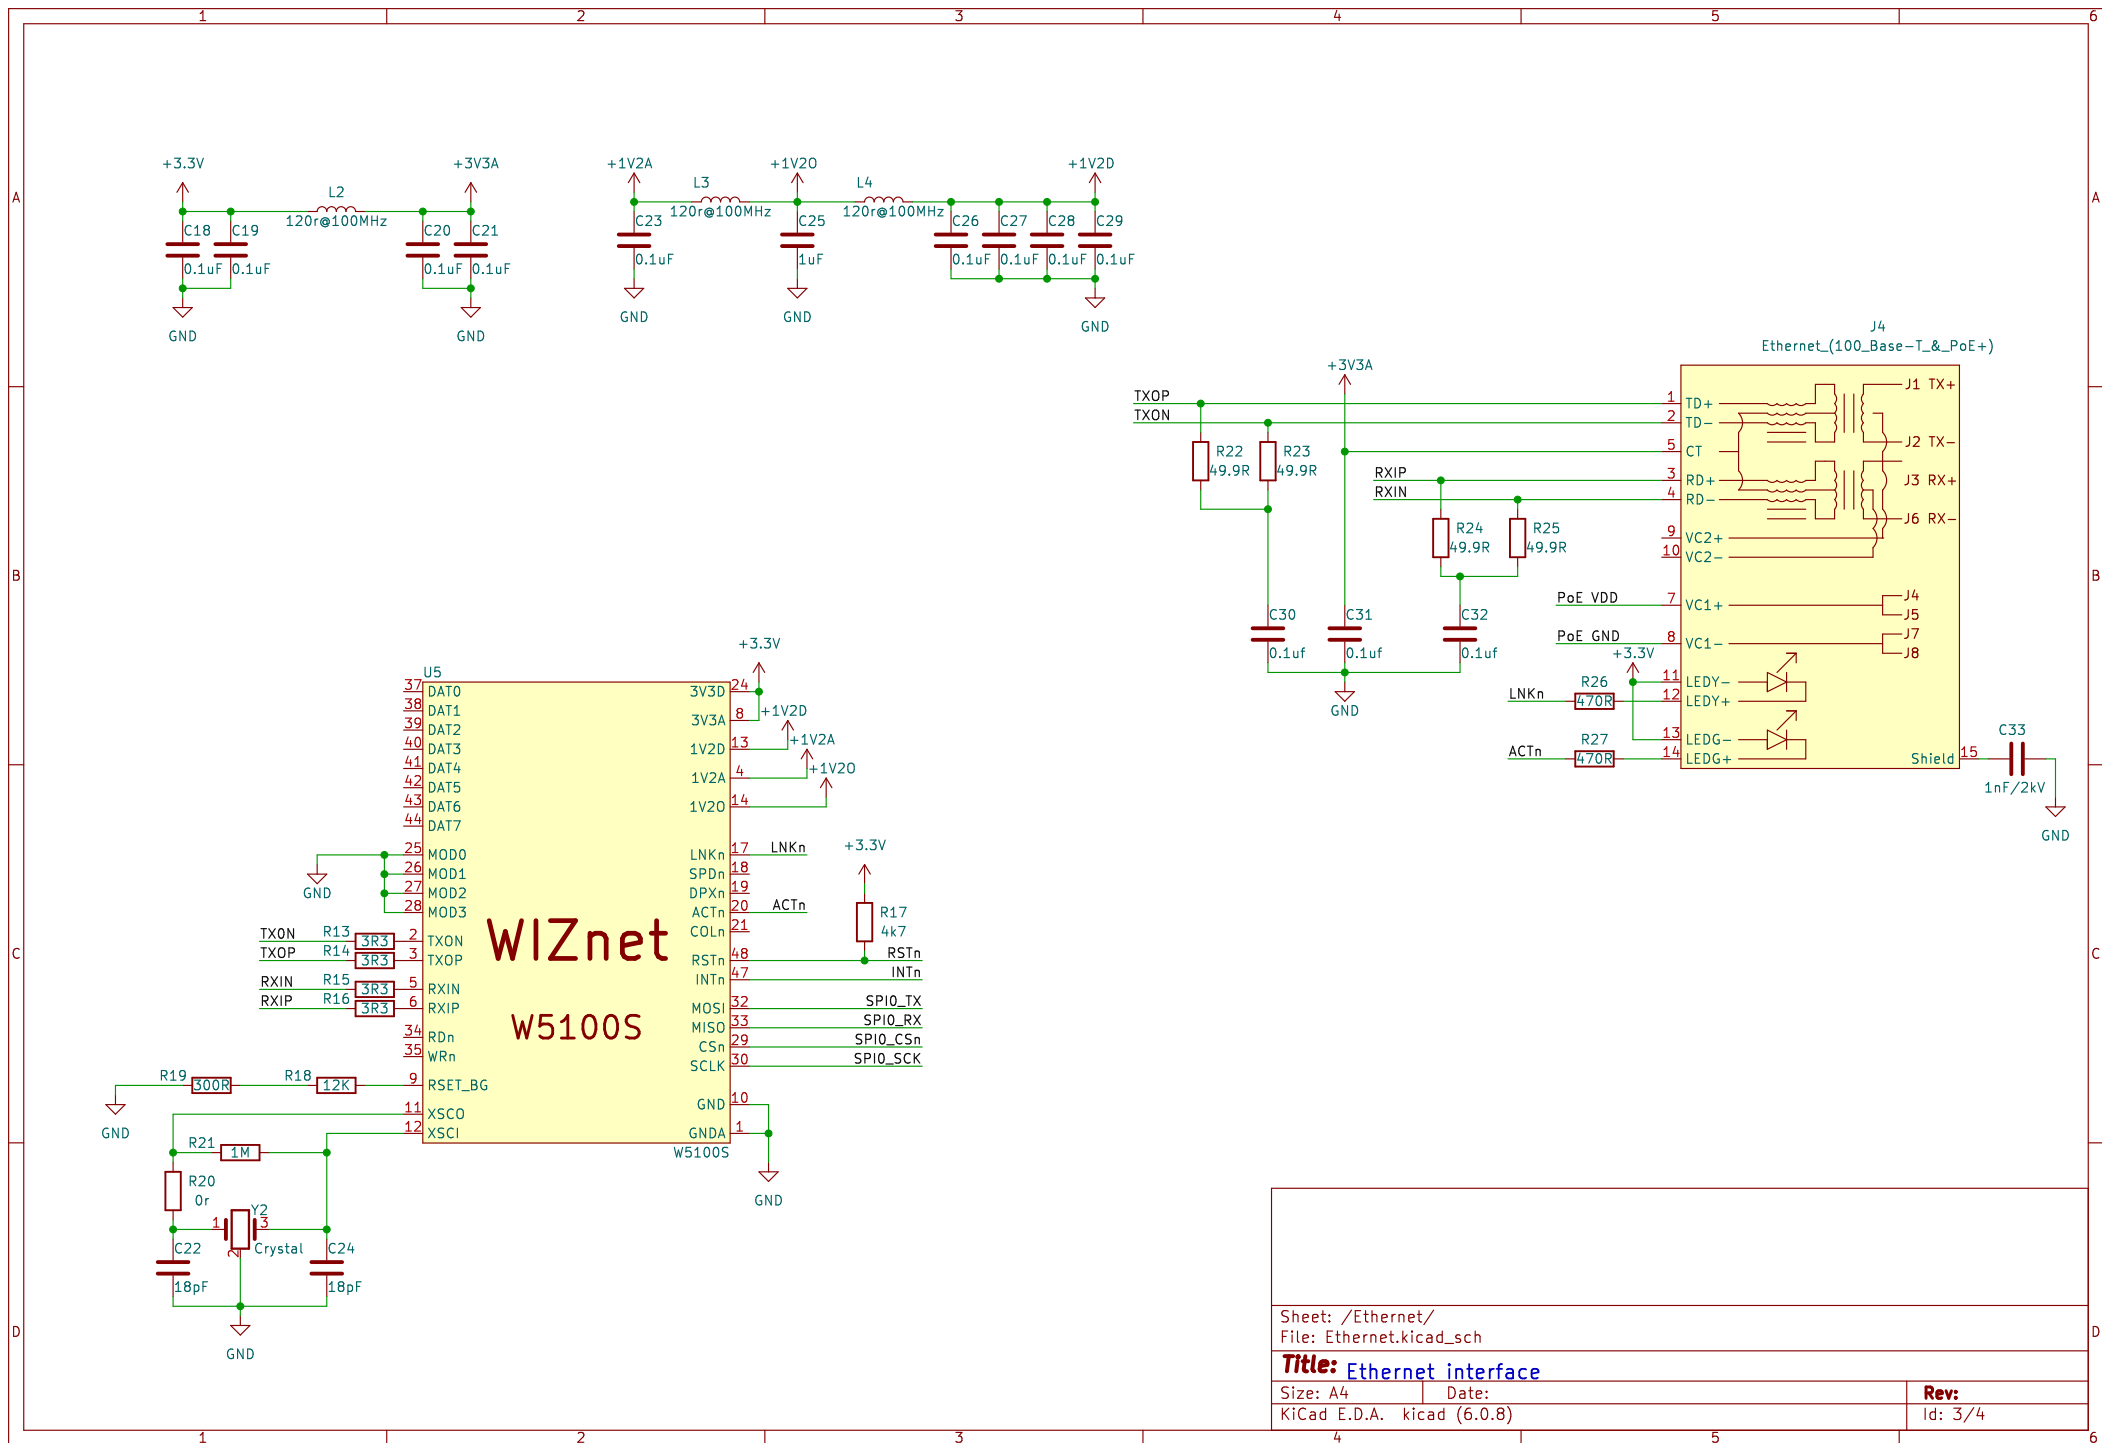 1 2 3 4 5 6
A
B
C
D
A
B
C
D
1 2 3 4 5 6
+3.3V
+3V3A
L2
120r@100MHz
C18
0.1uF
C19
0.1uF
C20
0.1uF
C21
0.1uF
GND
GND
+1V2A
+1V2O
+1V2D
L3
120r@100MHz
L4
120r@100MHz
C23
0.1uF
C25
1uF
C26
0.1uF
C27
0.1uF
C28
0.1uF
C29
0.1uF
GND
GND
GND
J4
Ethernet_(100_Base-T_&_PoE+)
+3V3A
TXOP
TXON
R22
49.9R
R23
49.9R
RXIP
RXIN
R24
49.9R
R25
49.9R
C30
0.1uf
C31
0.1uf
C32
0.1uf
GND
PoE VDD
PoE GND
+3.3V
LNKn
R26
470R
ACTn
R27
470R
1 TD+
2 TD-
5 CT
3 RD+
4 RD-
9 VC2+
10 VC2-
7 VC1+
8 VC1-
11 LEDY-
12 LEDY+
13 LEDG-
14 LEDG+
J1 TX+
J2 TX-
J3 RX+
J6 RX-
J4
J5
J7
J8
Shield 15
C33
1nF/2kV
GND
U5
37 DAT0
38 DAT1
39 DAT2
40 DAT3
41 DAT4
42 DAT5
43 DAT6
44 DAT7
25 MOD0
26 MOD1
27 MOD2
28 MOD3
2 TXON
3 TXOP
5 RXIN
6 RXIP
34 RDn
35 WRn
9 RSET_BG
11 XSCO
12 XSCI
WIZnet
W5100S
3V3D 24
3V3A 8
1V2D 13
1V2A 4
1V2O 14
LNKn 17
SPDn 18
DPXn 19
ACTn 20
COLn 21
RSTn 48
INTn 47
MOSI 32
MISO 33
CSn 29
SCLK 30
GND 10
GNDA 1
W5100S
+3.3V
+1V2D
+1V2A
+1V2O
LNKn
ACTn
+3.3V
R17
4k7
RSTn
INTn
SPI0_TX
SPI0_RX
SPI0_CSn
SPI0_SCK
GND
GND
TX0N R13 3R3
TXOP R14 3R3
RXIN R15 3R3
RXIP R16 3R3
R19 300R
R18 12K
GND
R21 1M
R20
0r
Y2
1 3
2
Crystal
C22
18pF
C24
18pF
GND
Sheet: /Ethernet/
File: Ethernet.kicad_sch
Title: Ethernet interface
Size: A4 Date: Rev:
KiCad E.D.A. kicad (6.0.8) Id: 3/4